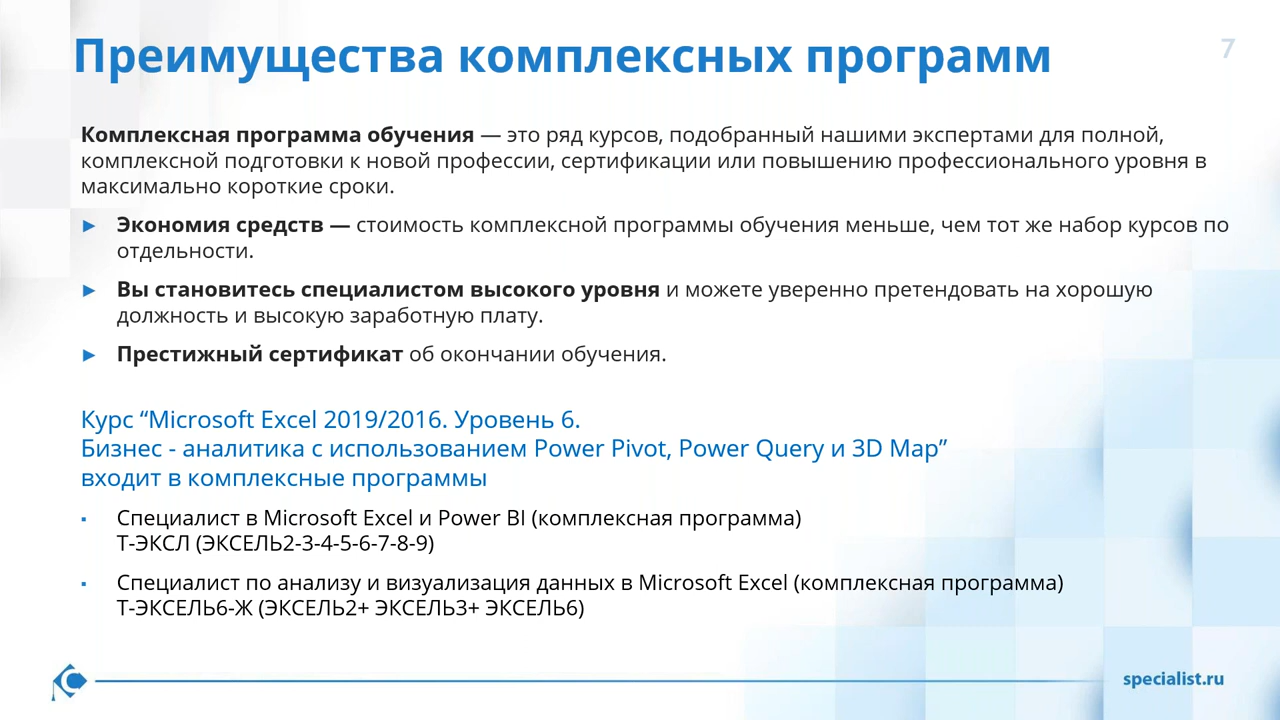 Преимущества комплексных программ
7
Комплексная программа обучения — это ряд курсов, подобранный нашими экспертами для полной,
комплексной подготовки к новой профессии, сертификации или повышению профессионального уровня в
максимально короткие сроки.
► Экономия средств — стоимость комплексной программы обучения меньше, чем тот же набор курсов по
отдельности.
► Вы становитесь специалистом высокого уровня и можете уверенно претендовать на хорошую
должность и высокую заработную плату.
► Престижный сертификат об окончании обучения.
Курс “Microsoft Excel 2019/2016. Уровень 6.
Бизнес - аналитика с использованием Power Pivot, Power Query и 3D Map”
входит в комплексные программы
▪ Специалист в Microsoft Excel и Power BI (комплексная программа)
Т-ЭКСЛ (ЭКСЕЛЬ2-3-4-5-6-7-8-9)
▪ Специалист по анализу и визуализация данных в Microsoft Excel (комплексная программа)
Т-ЭКСЕЛЬ6-Ж (ЭКСЕЛЬ2+ ЭКСЕЛЬ3+ ЭКСЕЛЬ6)
specialist.ru